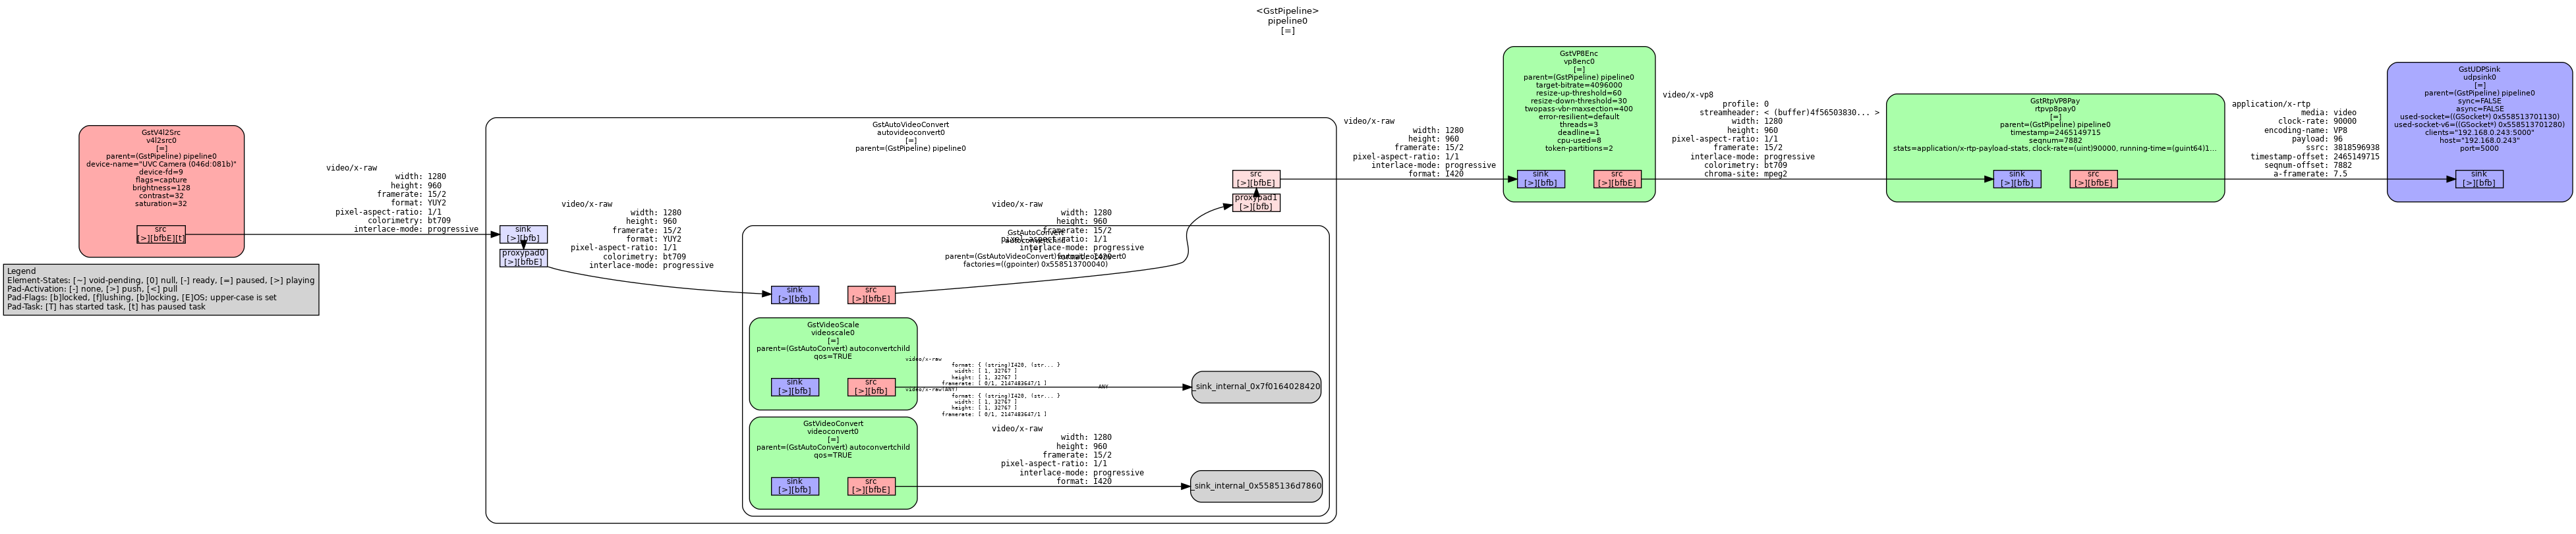 <GstPipeline>
pipeline0
[=]
GstV4l2Src
v4l2src0
[=]
parent=(GstPipeline) pipeline0
device-name="UVC Camera (046d:081b)"
device-fd=9
flags=capture
brightness=128
contrast=32
saturation=32
src
[>][bfbE][t]
Legend
Element-States: [~] void-pending, [0] null, [-] ready, [=] paused, [>] playing
Pad-Activation: [-] none, [>] push, [<] pull
Pad-Flags: [b]locked, [f]lushing, [b]locking, [E]OS; upper-case is set
Pad-Task: [T] has started task, [t] has paused task
video/x-raw
width: 1280
height: 960
framerate: 15/2
format: YUY2
pixel-aspect-ratio: 1/1
colorimetry: bt709
interlace-mode: progressive
GstAutoVideoConvert
autovideoconvert0
[=]
parent=(GstPipeline) pipeline0
sink
[>][bfb]
proxypad0
[>][bfbE]
video/x-raw
width: 1280
height: 960
framerate: 15/2
format: YUY2
pixel-aspect-ratio: 1/1
colorimetry: bt709
interlace-mode: progressive
GstAutoConvert
autoconvertchild
[=]
parent=(GstAutoVideoConvert) autovideoconvert0
factories=((gpointer) 0x558513700040)
sink
[>][bfb]
src
[>][bfbE]
video/x-raw
width: 1280
height: 960
framerate: 15/2
pixel-aspect-ratio: 1/1
interlace-mode: progressive
format: I420
src
[>][bfbE]
proxypad1
[>][bfb]
GstVideoScale
videoscale0
[=]
parent=(GstAutoConvert) autoconvertchild
qos=TRUE
sink
[>][bfb]
src
[>][bfb]
video/x-raw
format: { (string)I420, (str... }
width: [ 1, 32767 ]
height: [ 1, 32767 ]
framerate: [ 0/1, 2147483647/1 ]
video/x-raw(ANY)
format: { (string)I420, (str... }
width: [ 1, 32767 ]
height: [ 1, 32767 ]
framerate: [ 0/1, 2147483647/1 ]
ANY
_sink_internal_0x7f0164028420
GstVideoConvert
videoconvert0
[=]
parent=(GstAutoConvert) autoconvertchild
qos=TRUE
sink
[>][bfb]
src
[>][bfbE]
video/x-raw
width: 1280
height: 960
framerate: 15/2
pixel-aspect-ratio: 1/1
interlace-mode: progressive
format: I420
_sink_internal_0x5585136d7860
video/x-raw
width: 1280
height: 960
framerate: 15/2
pixel-aspect-ratio: 1/1
interlace-mode: progressive
format: I420
GstVP8Enc
vp8enc0
[=]
parent=(GstPipeline) pipeline0
target-bitrate=4096000
resize-up-threshold=60
resize-down-threshold=30
twopass-vbr-maxsection=400
error-resilient=default
threads=3
deadline=1
cpu-used=8
token-partitions=2
sink
[>][bfb]
src
[>][bfbE]
video/x-vp8
profile: 0
streamheader: < (buffer)4f56503830... >
width: 1280
height: 960
pixel-aspect-ratio: 1/1
framerate: 15/2
interlace-mode: progressive
colorimetry: bt709
chroma-site: mpeg2
GstRtpVP8Pay
rtpvp8pay0
[=]
parent=(GstPipeline) pipeline0
timestamp=2465149715
seqnum=7882
stats=application/x-rtp-payload-stats, clock-rate=(uint)90000, running-time=(guint64)1...
sink
[>][bfb]
src
[>][bfbE]
application/x-rtp
media: video
clock-rate: 90000
encoding-name: VP8
payload: 96
ssrc: 3818596938
timestamp-offset: 2465149715
seqnum-offset: 7882
a-framerate: 7.5
GstUDPSink
udpsink0
[=]
parent=(GstPipeline) pipeline0
sync=FALSE
async=FALSE
used-socket=((GSocket*) 0x558513701130)
used-socket-v6=((GSocket*) 0x558513701280)
clients="192.168.0.243:5000"
host="192.168.0.243"
port=5000
sink
[>][bfb]